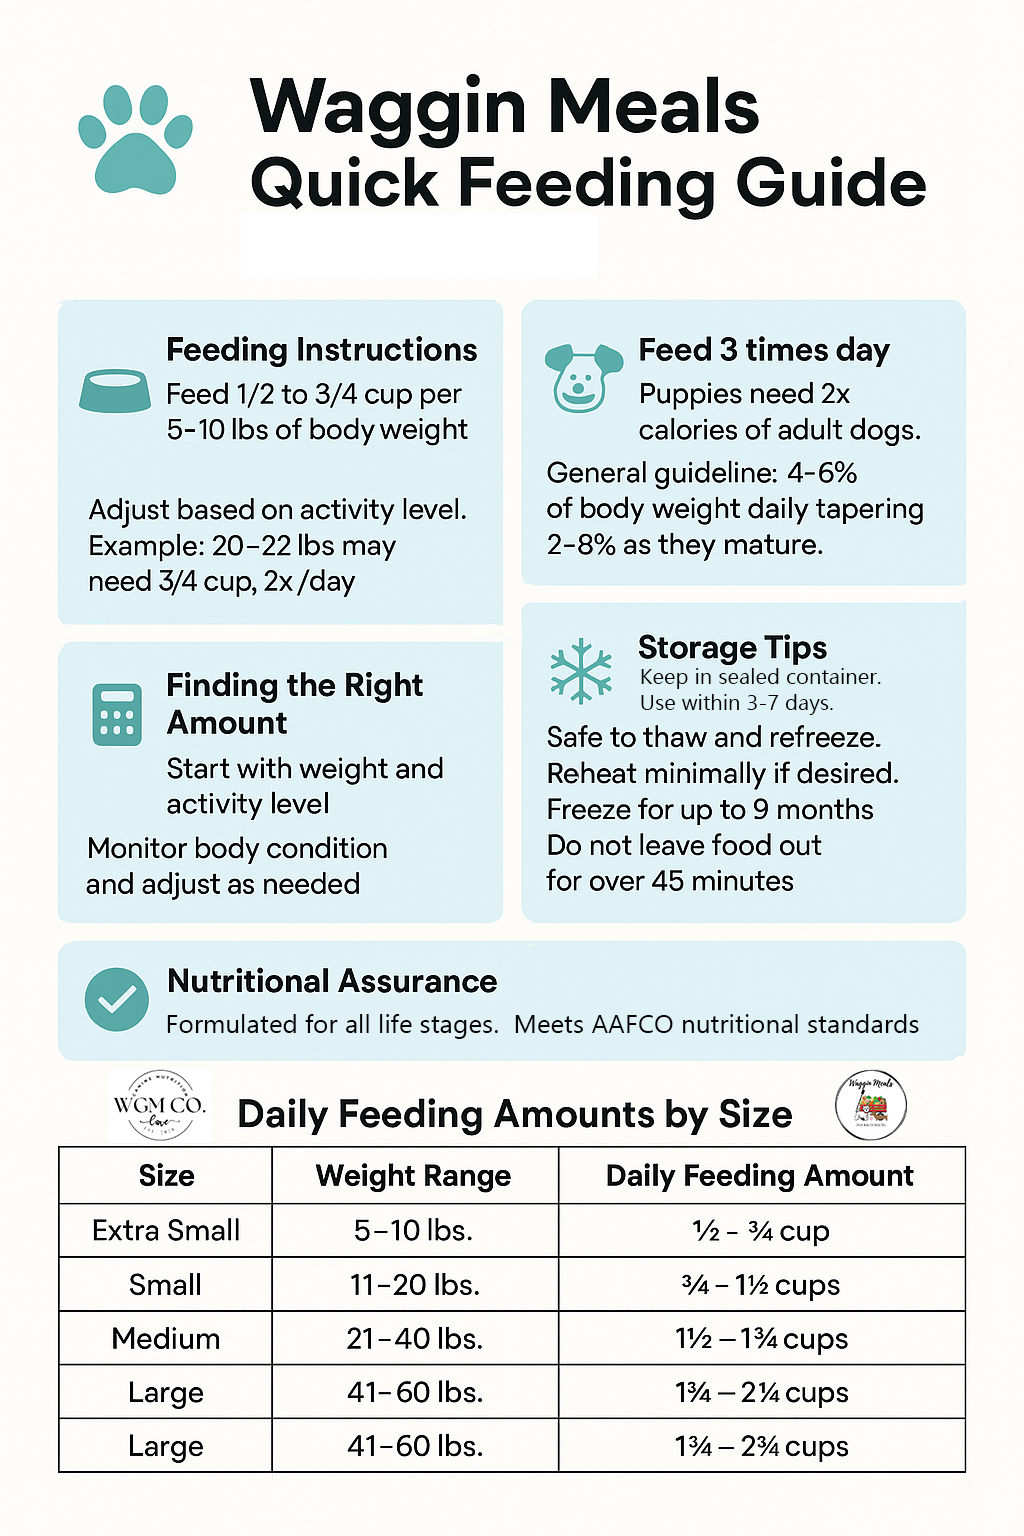 Waggin Meals
Quick Feeding Guide
Feeding Instructions
Feed 1/2 to 3/4 cup per
5-10 lbs of body weight
Adjust based on activity level.
Example: 20-22 lbs may
need 3/4 cup, 2x /day
Feed 3 times day
Puppies need 2x
calories of adult dogs.
General guideline: 4-6%
of body weight daily tapering
2-8% as they mature.
Finding the Right
Amount
Start with weight and
activity level
Monitor body condition
and adjust as needed
Storage Tips
Keep in sealed container.
Use within 3-7 days.
Safe to thaw and refreeze.
Reheat minimally if desired.
Freeze for up to 9 months
Do not leave food out
for over 45 minutes
Nutritional Assurance
Formulated for all life stages. Meets AAFCO nutritional standards
CANINE NUTRITION
WGM CO.
love
Daily Feeding Amounts by Size
Waggin Meals
Size Weight Range Daily Feeding Amount
Extra Small 5-10 lbs. ½ - ¾ cup
Small 11-20 lbs. ¾ - 1½ cups
Medium 21-40 lbs. 1½ - 1¾ cups
Large 41-60 lbs. 1¾ - 2¼ cups
Large 41-60 lbs. 1¾ - 2¾ cups